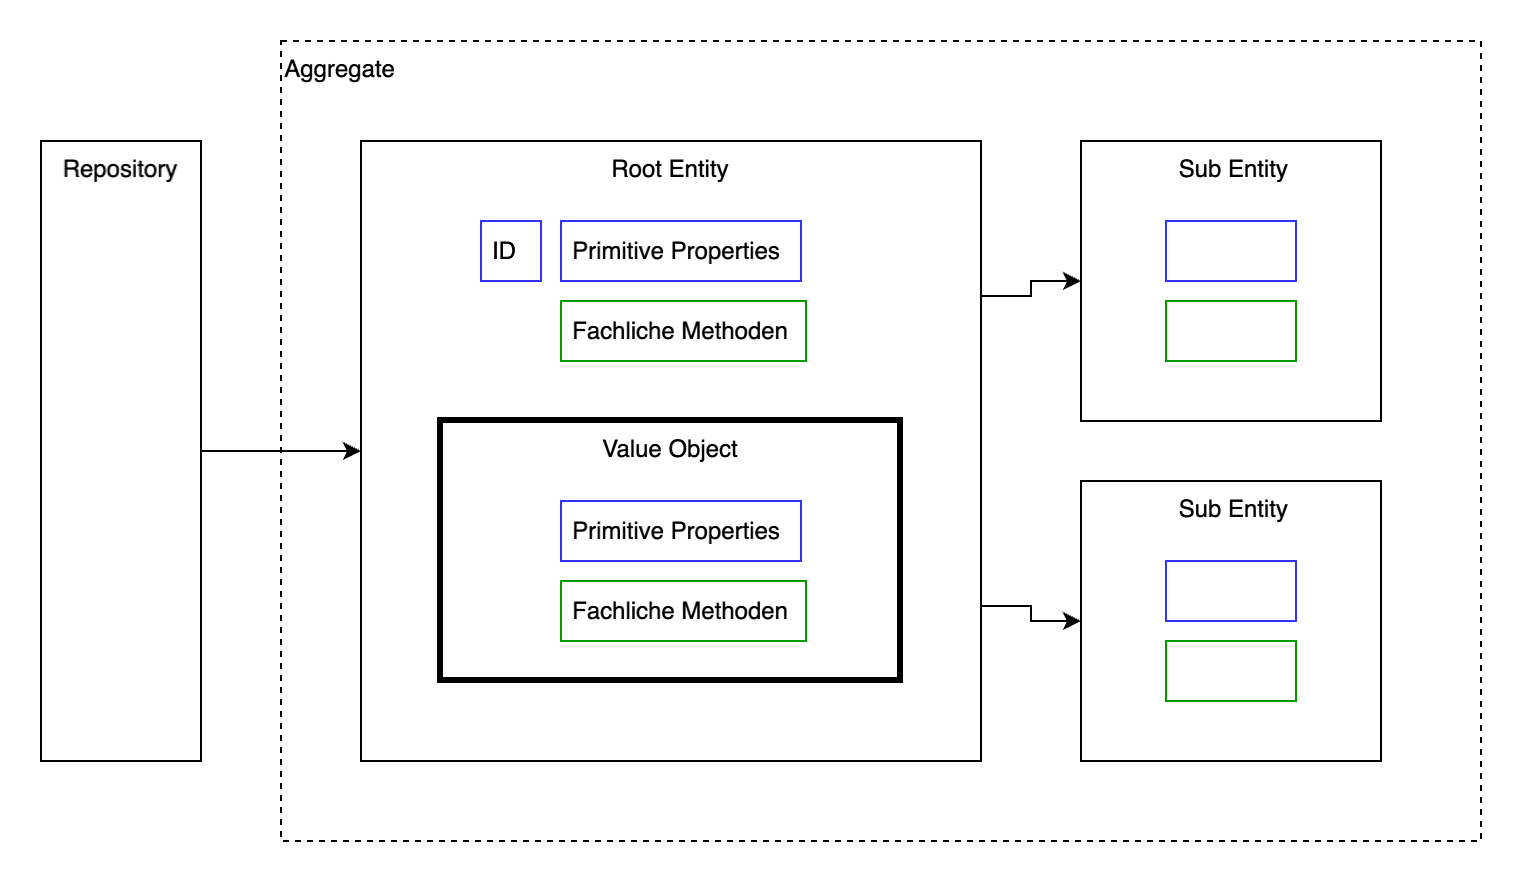 Aggregate
Repository
Root Entity
Sub Entity
ID
Primitive Properties
Fachliche Methoden
Value Object
Primitive Properties
Fachliche Methoden
Sub Entity